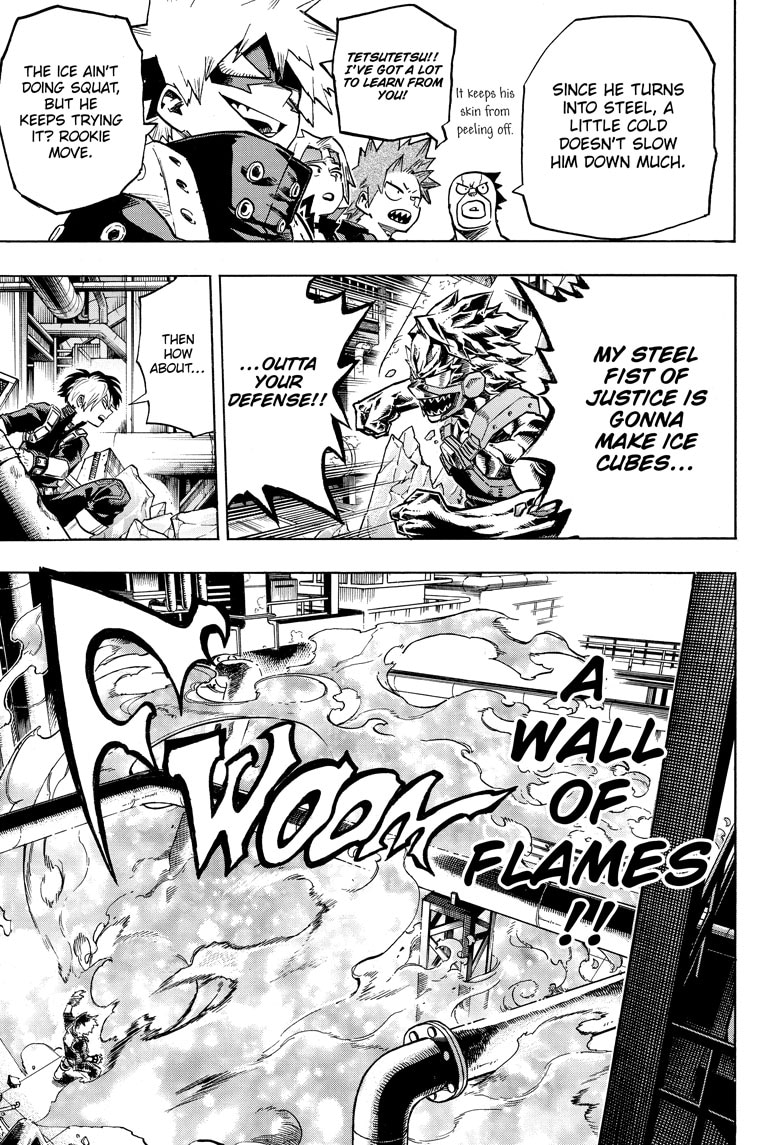 SINCE HE TURNS
INTO STEEL, A
LITTLE COLD
DOESN'T SLOW
HIM DOWN MUCH.
It keeps his
skin from
peeling off.
TETSUTETSU!!
I'VE GOT A LOT
TO LEARN FROM
YOU!
THE ICE AIN'T
DOING SQUAT,
BUT HE
KEEPS TRYING
IT? ROOKIE
MOVE.
MY STEEL
FIST OF
JUSTICE IS
GONNA
MAKE ICE
CUBES...
...OUTTA
YOUR
DEFENSE!!
THEN
HOW
ABOUT...
A
WALL
OF
FLAMES
!!
FWOOM